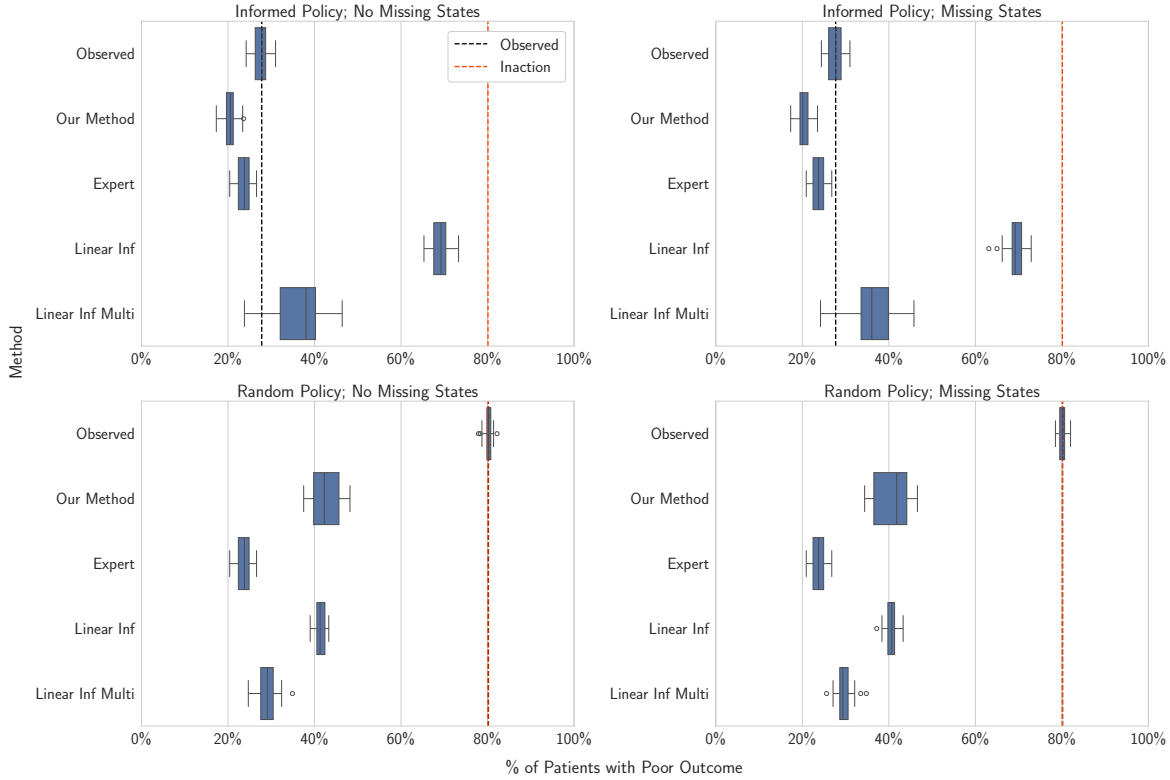 Informed Policy; No Missing States
Observed
Our Method
Expert
Linear Inf
Linear Inf Multi
Observed
Inaction
0% 20% 40% 60% 80% 100%
Informed Policy; Missing States
Observed
Our Method
Expert
Linear Inf
Linear Inf Multi
0% 20% 40% 60% 80% 100%
Method
Random Policy; No Missing States
Observed
Our Method
Expert
Linear Inf
Linear Inf Multi
0% 20% 40% 60% 80% 100%
Random Policy; Missing States
Observed
Our Method
Expert
Linear Inf
Linear Inf Multi
0% 20% 40% 60% 80% 100%
% of Patients with Poor Outcome